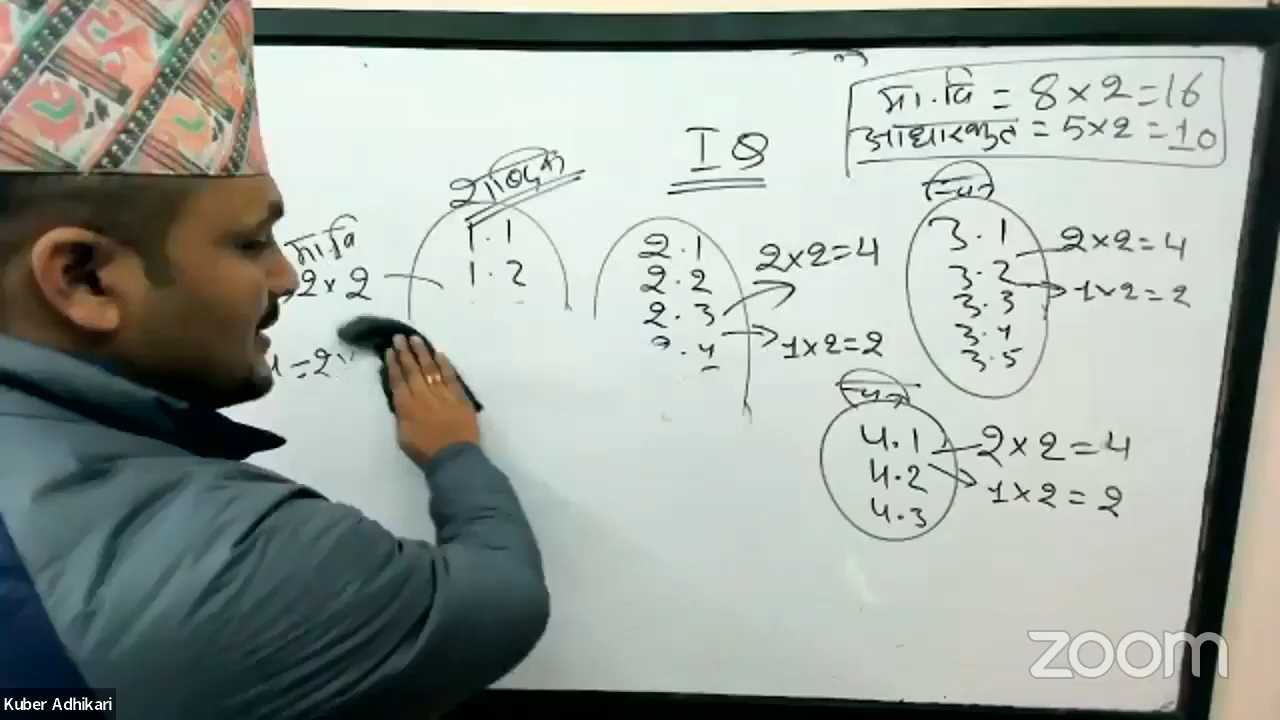 मा.वि = 8×2=16
आधारभूत = 5×2=10
IQ
शाब्दिक
मा वि
2×2
1.1
1.2
=2×
2.1
2.2
2.3
2.4
2×2=4
1×2=2
चित्र
3.1
3.2
3.3
3.4
3.5
2×2=4
1×2=2
चित्र
4.1
4.2
4.3
2×2=4
1×2=2
zoom
Kuber Adhikari